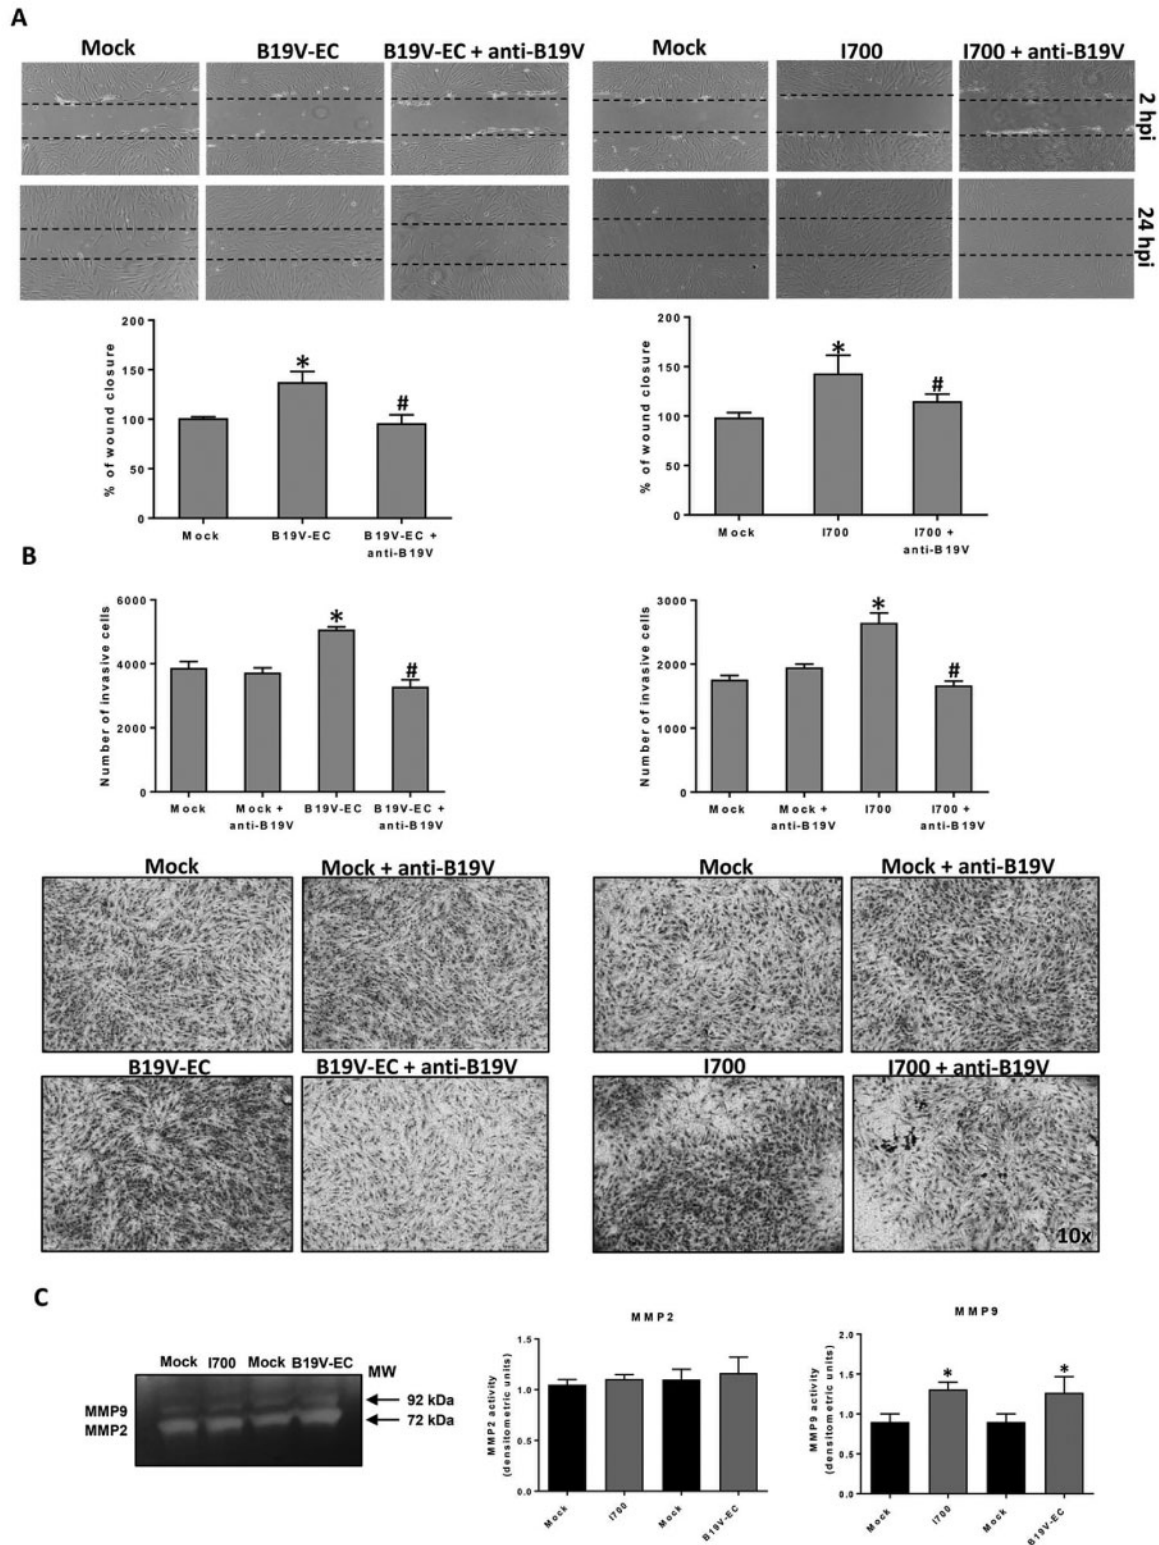 A
Mock B19V-EC B19V-EC + anti-B19V Mock I700 I700 + anti-B19V
2 hpi
24 hpi
% of wound closure
200
150
100
50
0
Mock B19V-EC B19V-EC +
anti-B19V
% of wound closure
200
150
100
50
0
Mock I700 I700 +
anti-B19V
*
#
*
#
B
Number of invasive cells
6000
4000
2000
0
Mock Mock + B19V-EC B19V-EC +
anti-B19V anti-B19V
*
#
Number of invasive cells
3000
2000
1000
0
Mock Mock + I700 I700 +
anti-B19V anti-B19V
*
#
Mock Mock + anti-B19V Mock Mock + anti-B19V
B19V-EC B19V-EC + anti-B19V I700 I700 + anti-B19V
10x
C
Mock I700 Mock B19V-EC MW
MMP9
MMP2
92 kDa
72 kDa
MMP2
MMP2 activity
(densitometric units)
1.5
1.0
0.5
0.0
Mock I700 Mock B19V-EC
MMP9
MMP9 activity
(densitometric units)
2.0
1.5
1.0
0.5
0.0
* *
Mock I700 Mock B19V-EC